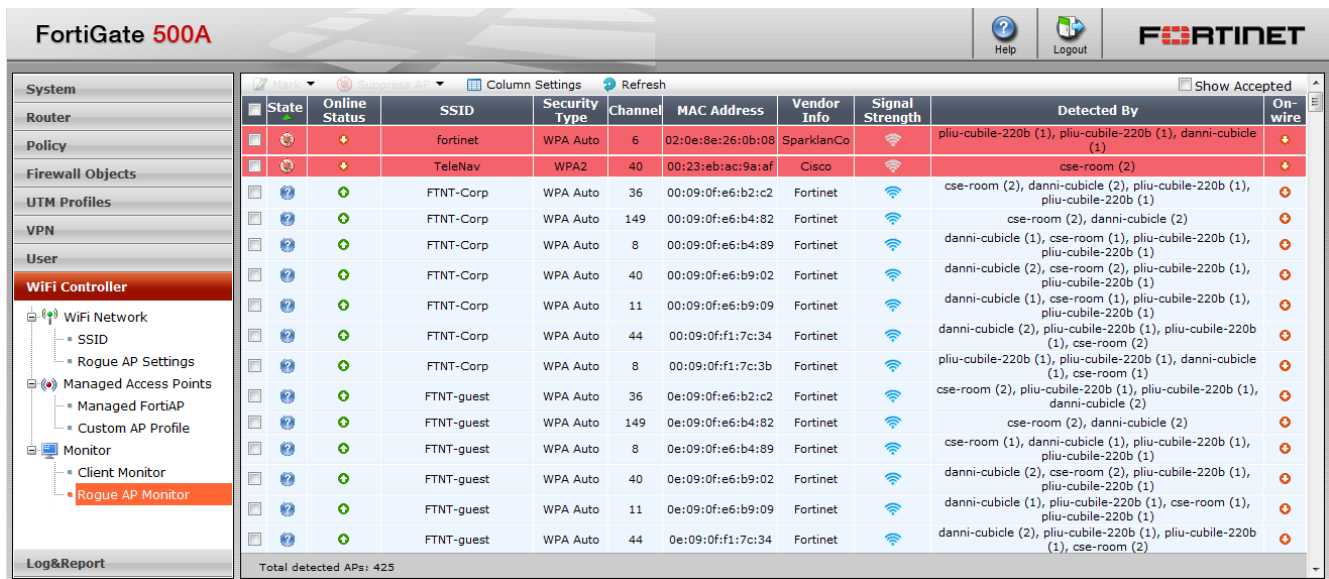 FortiGate 500A
Help
Logout
FORTINET
System
Router
Policy
Firewall Objects
UTM Profiles
VPN
User
WiFi Controller
WiFi Network
SSID
Rogue AP Settings
Managed Access Points
Managed FortiAP
Custom AP Profile
Monitor
Client Monitor
Rogue AP Monitor
Log&Report
Mark Suppress AP Column Settings Refresh Show Accepted
State Online Status SSID Security Type Channel MAC Address Vendor Info Signal Strength Detected By On-wire
fortinet WPA Auto 6 02:0e:8e:26:0b:08 SparklanCo pliu-cubile-220b (1), pliu-cubile-220b (1), danni-cubicle (1)
TeleNav WPA2 40 00:23:eb:ac:9a:af Cisco cse-room (2)
FTNT-Corp WPA Auto 36 00:09:0f:e6:b2:c2 Fortinet cse-room (2), danni-cubicle (2), pliu-cubile-220b (1), pliu-cubile-220b (1)
FTNT-Corp WPA Auto 149 00:09:0f:e6:b4:82 Fortinet cse-room (2), danni-cubicle (2)
FTNT-Corp WPA Auto 8 00:09:0f:e6:b4:89 Fortinet danni-cubicle (1), cse-room (1), pliu-cubile-220b (1), pliu-cubile-220b (1)
FTNT-Corp WPA Auto 40 00:09:0f:e6:b9:02 Fortinet danni-cubicle (2), cse-room (2), pliu-cubile-220b (1), pliu-cubile-220b (1)
FTNT-Corp WPA Auto 11 00:09:0f:e6:b9:09 Fortinet danni-cubicle (1), cse-room (1), pliu-cubile-220b (1), pliu-cubile-220b (1)
FTNT-Corp WPA Auto 44 00:09:0f:f1:7c:34 Fortinet danni-cubicle (2), pliu-cubile-220b (1), pliu-cubile-220b (1), cse-room (2)
FTNT-Corp WPA Auto 8 00:09:0f:f1:7c:3b Fortinet pliu-cubile-220b (1), pliu-cubile-220b (1), danni-cubicle (1), cse-room (1)
FTNT-guest WPA Auto 36 0e:09:0f:e6:b2:c2 Fortinet cse-room (2), pliu-cubile-220b (1), pliu-cubile-220b (1), danni-cubicle (2)
FTNT-guest WPA Auto 149 0e:09:0f:e6:b4:82 Fortinet cse-room (2), danni-cubicle (2)
FTNT-guest WPA Auto 8 0e:09:0f:e6:b4:89 Fortinet cse-room (1), danni-cubicle (1), pliu-cubile-220b (1), pliu-cubile-220b (1)
FTNT-guest WPA Auto 40 0e:09:0f:e6:b9:02 Fortinet danni-cubicle (2), cse-room (2), pliu-cubile-220b (1), pliu-cubile-220b (1)
FTNT-guest WPA Auto 11 0e:09:0f:e6:b9:09 Fortinet danni-cubicle (1), pliu-cubile-220b (1), cse-room (1), pliu-cubile-220b (1)
FTNT-guest WPA Auto 44 0e:09:0f:f1:7c:34 Fortinet danni-cubicle (2), pliu-cubile-220b (1), pliu-cubile-220b (1), cse-room (2)
Total detected APs: 425